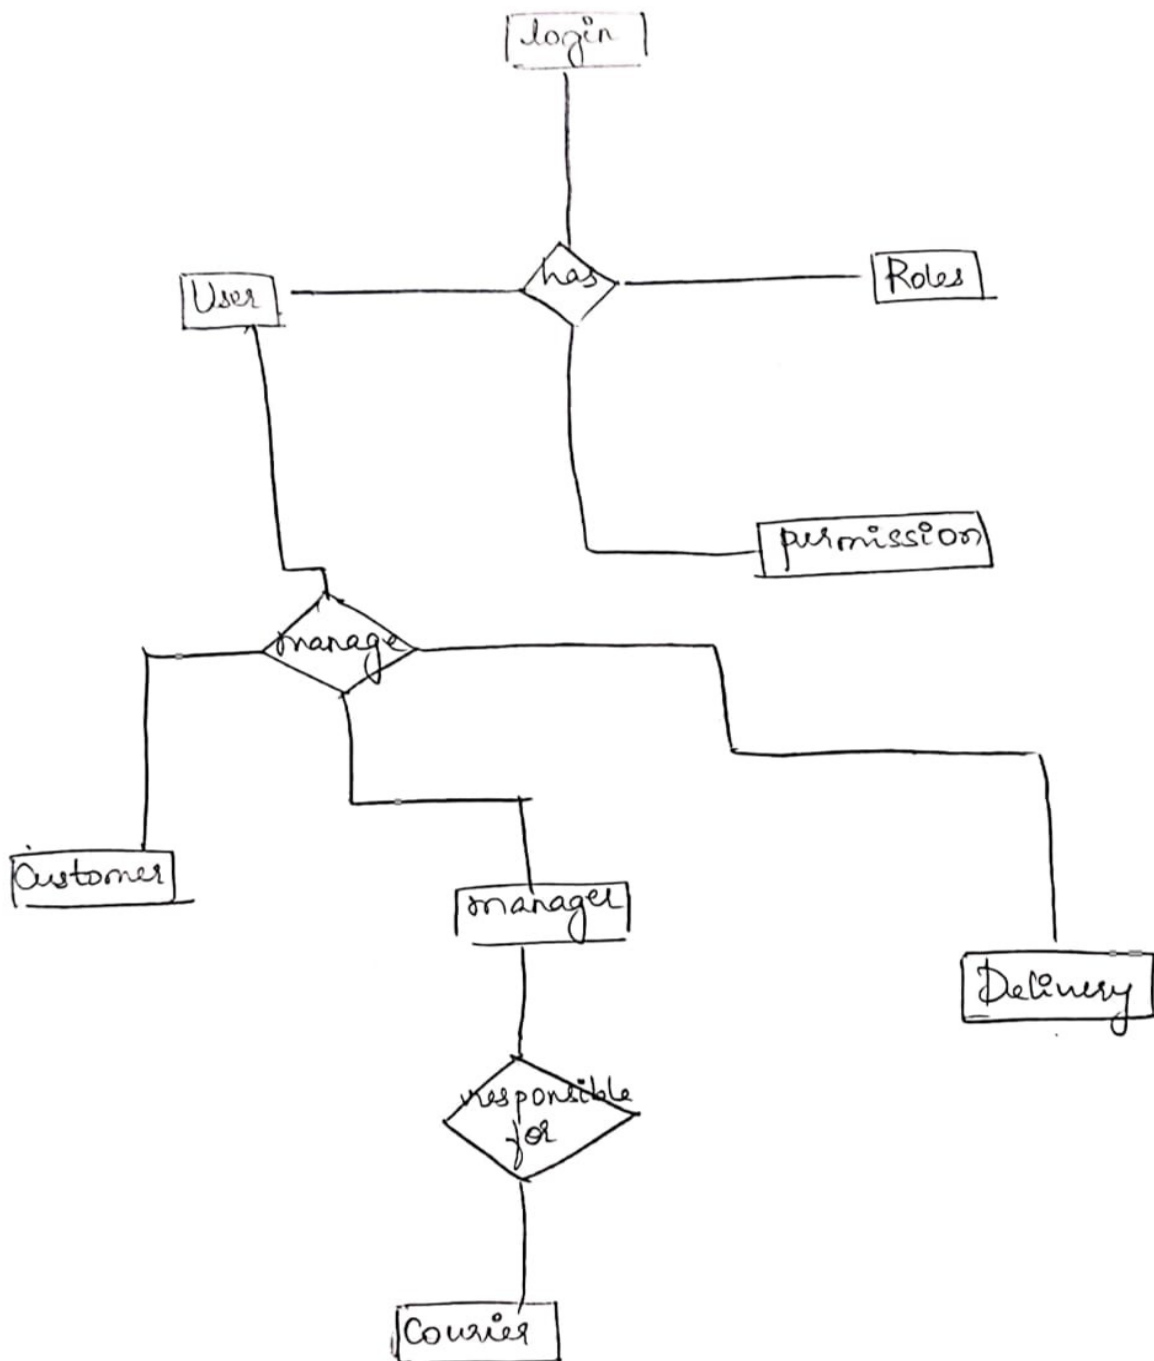 login
has
User
Roles
permission
manage
Customer
manager
Delivery
responsible
for
Courier